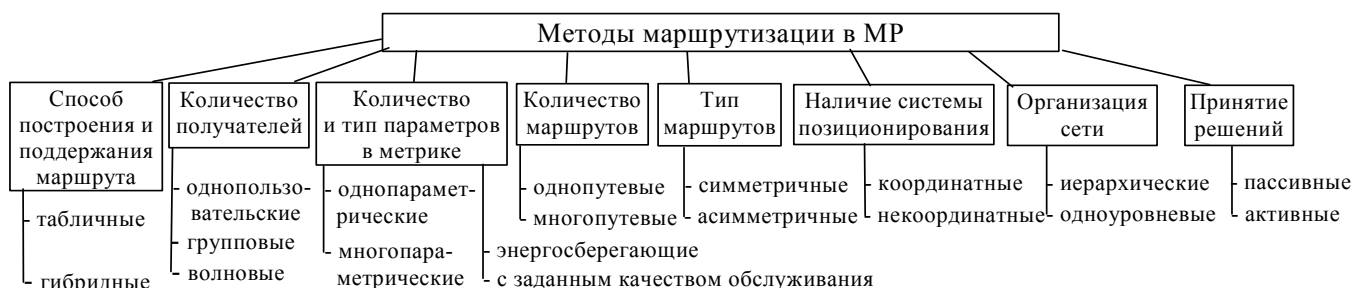 Методы маршрутизации в МР
Способ
построения и
поддержания
маршрута
- табличные
- гибридные
Количество
получателей
- однопользо-
вательские
- групповые
- волновые
Количество
и тип параметров
в метрике
- однопарамет-
рические
- многопара-
метрические
- энергосберегающие
- с заданным качеством обслуживания
Количество
маршрутов
- однопутевые
- многопутевые
Тип
маршрутов
- симметричные
- асимметричные
Наличие системы
позиционирования
- координатные
- некоординатные
Организация
сети
- иерархические
- одноуровневые
Принятие
решений
- пассивные
- активные